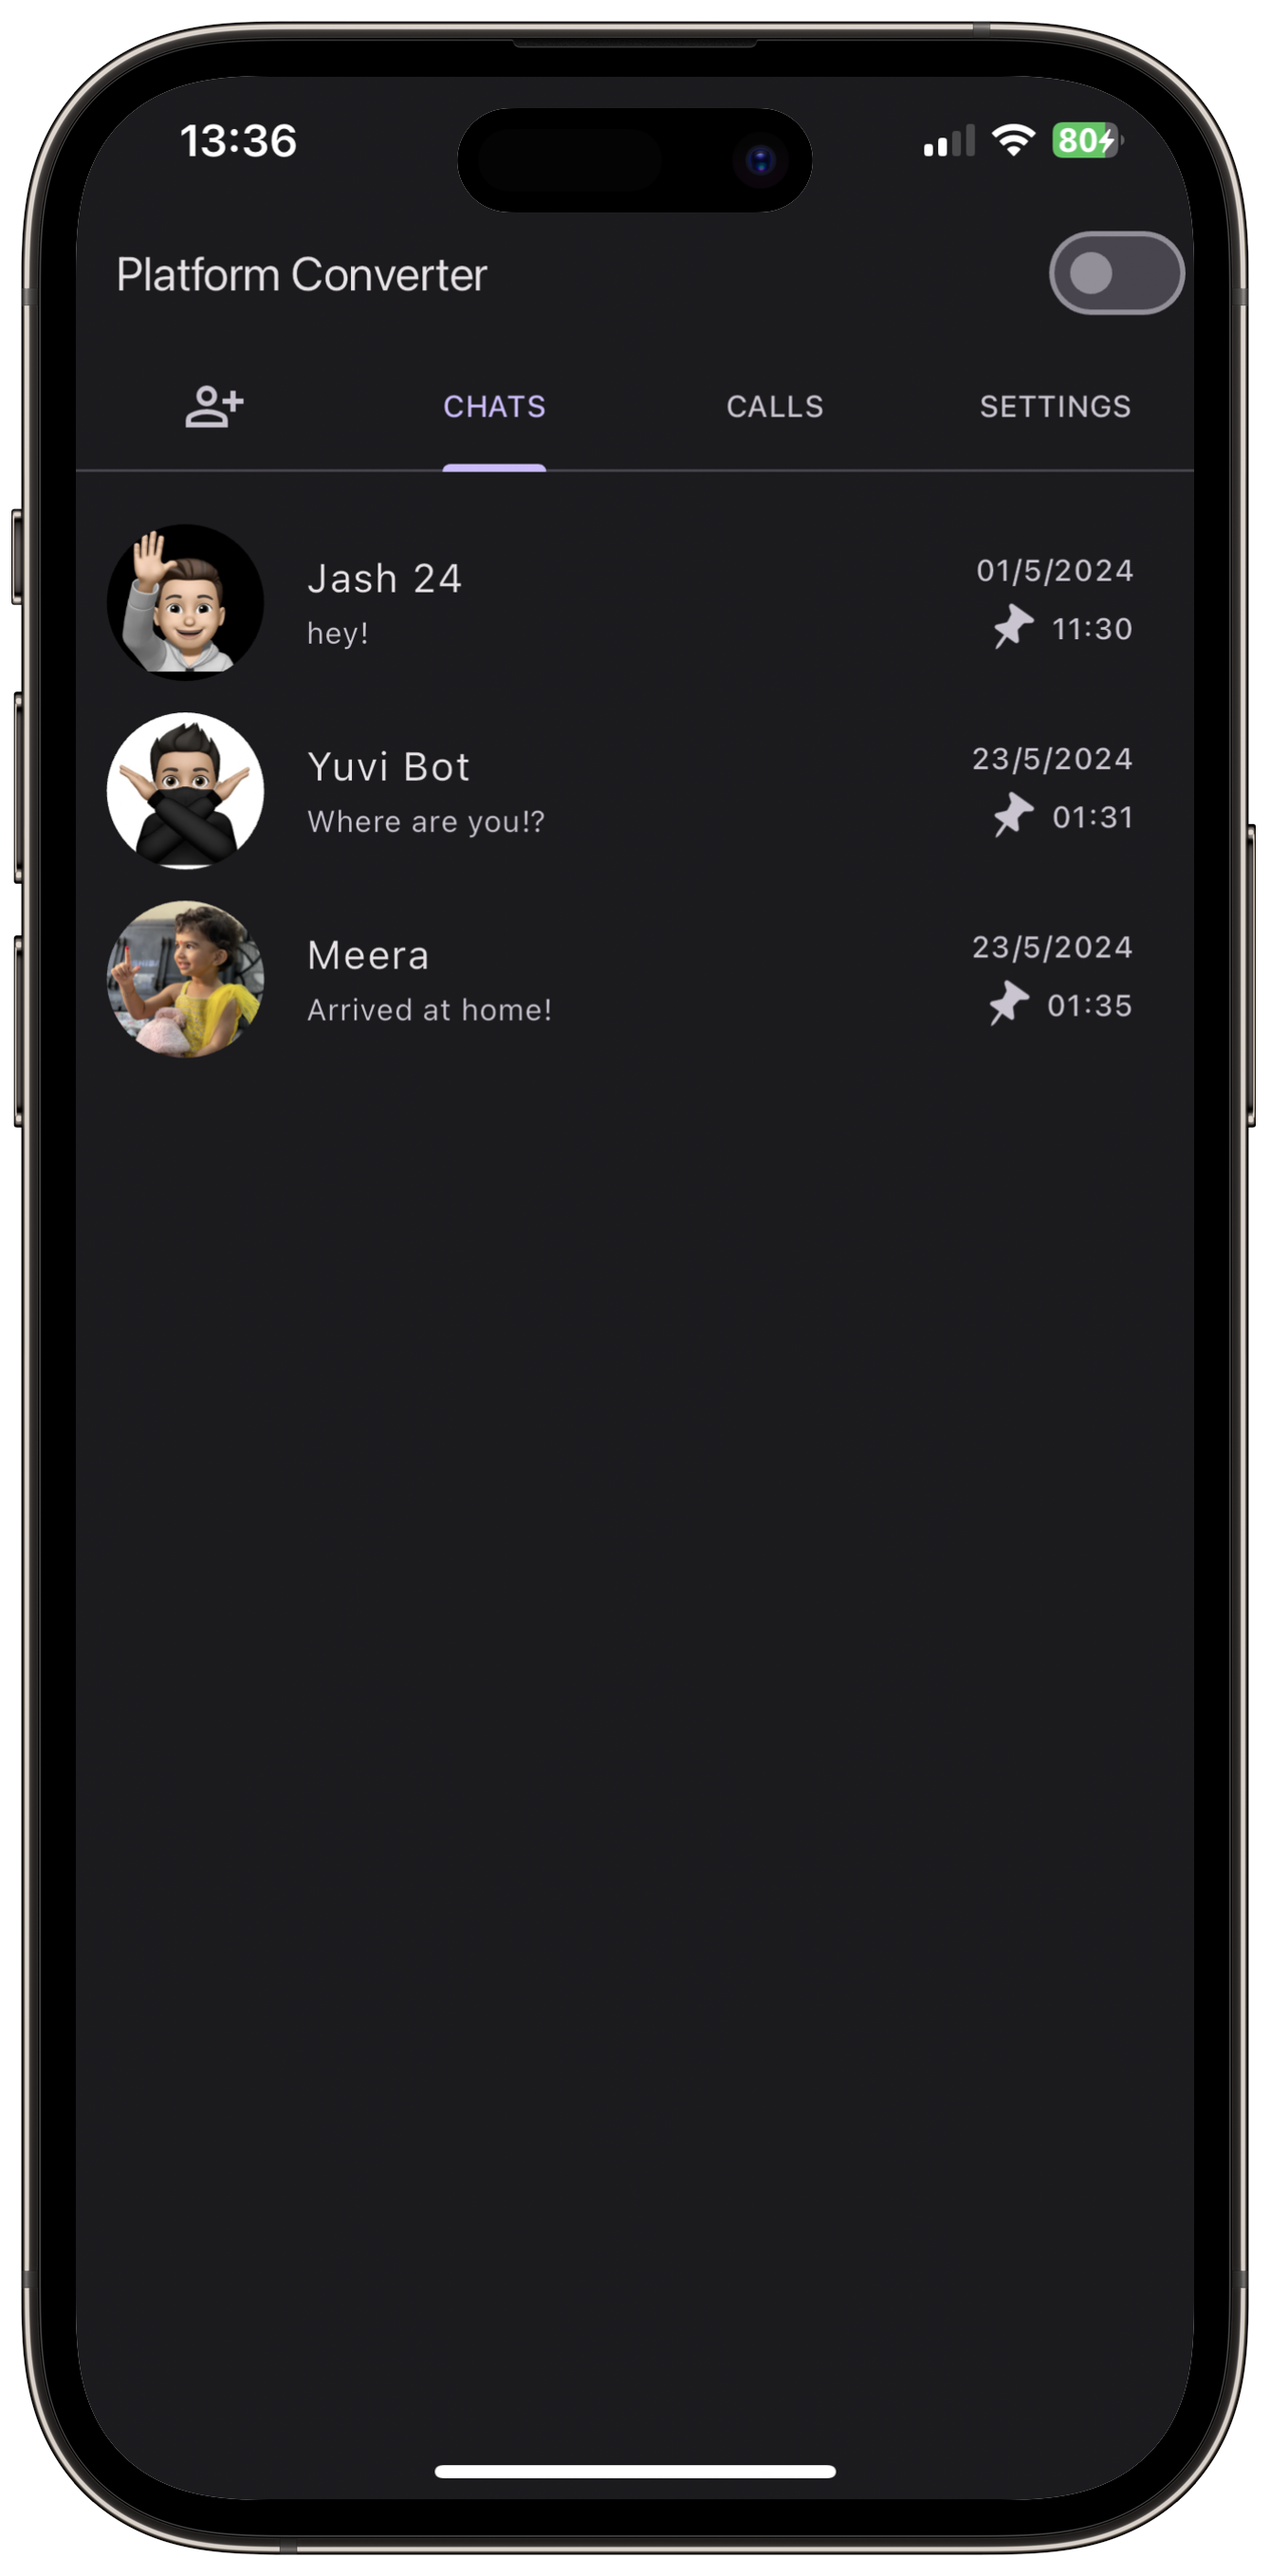 13:36
80
Platform Converter
CHATS CALLS SETTINGS
Jash 24
01/5/2024
hey!
11:30
Yuvi Bot
23/5/2024
Where are you!?
01:31
Meera
23/5/2024
Arrived at home!
01:35